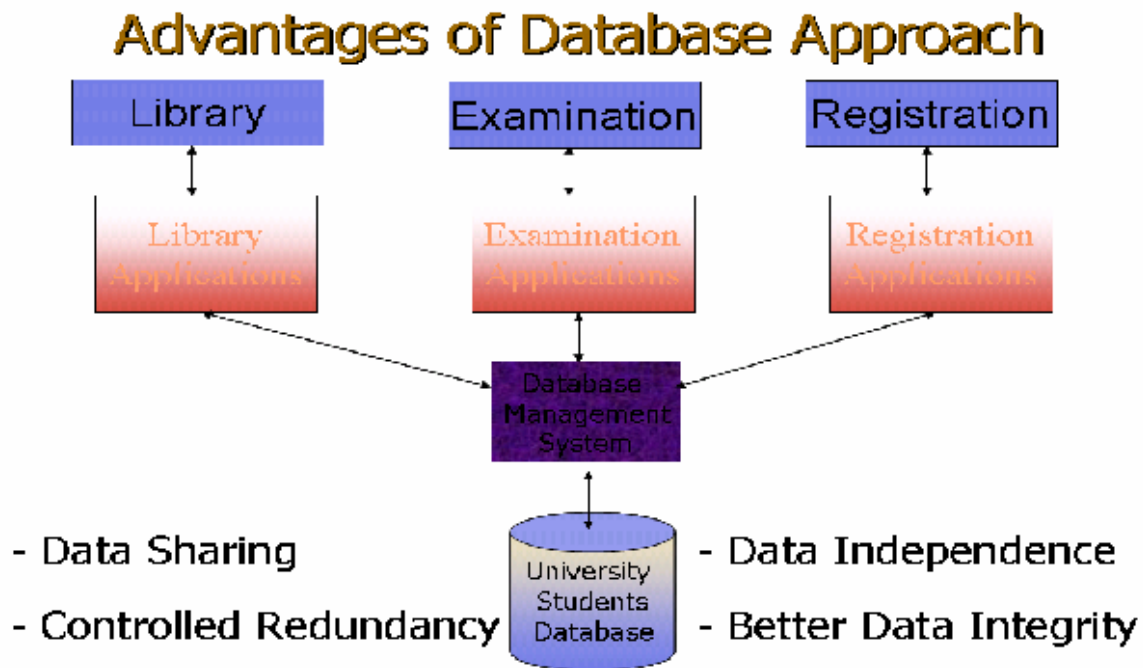 Advantages of Database Approach
Library
Examination
Registration
Library
Applications
Examination
Applications
Registration
Applications
Database
Management
System
- Data Sharing
- Controlled Redundancy
University
Students
Database
- Data Independence
- Better Data Integrity